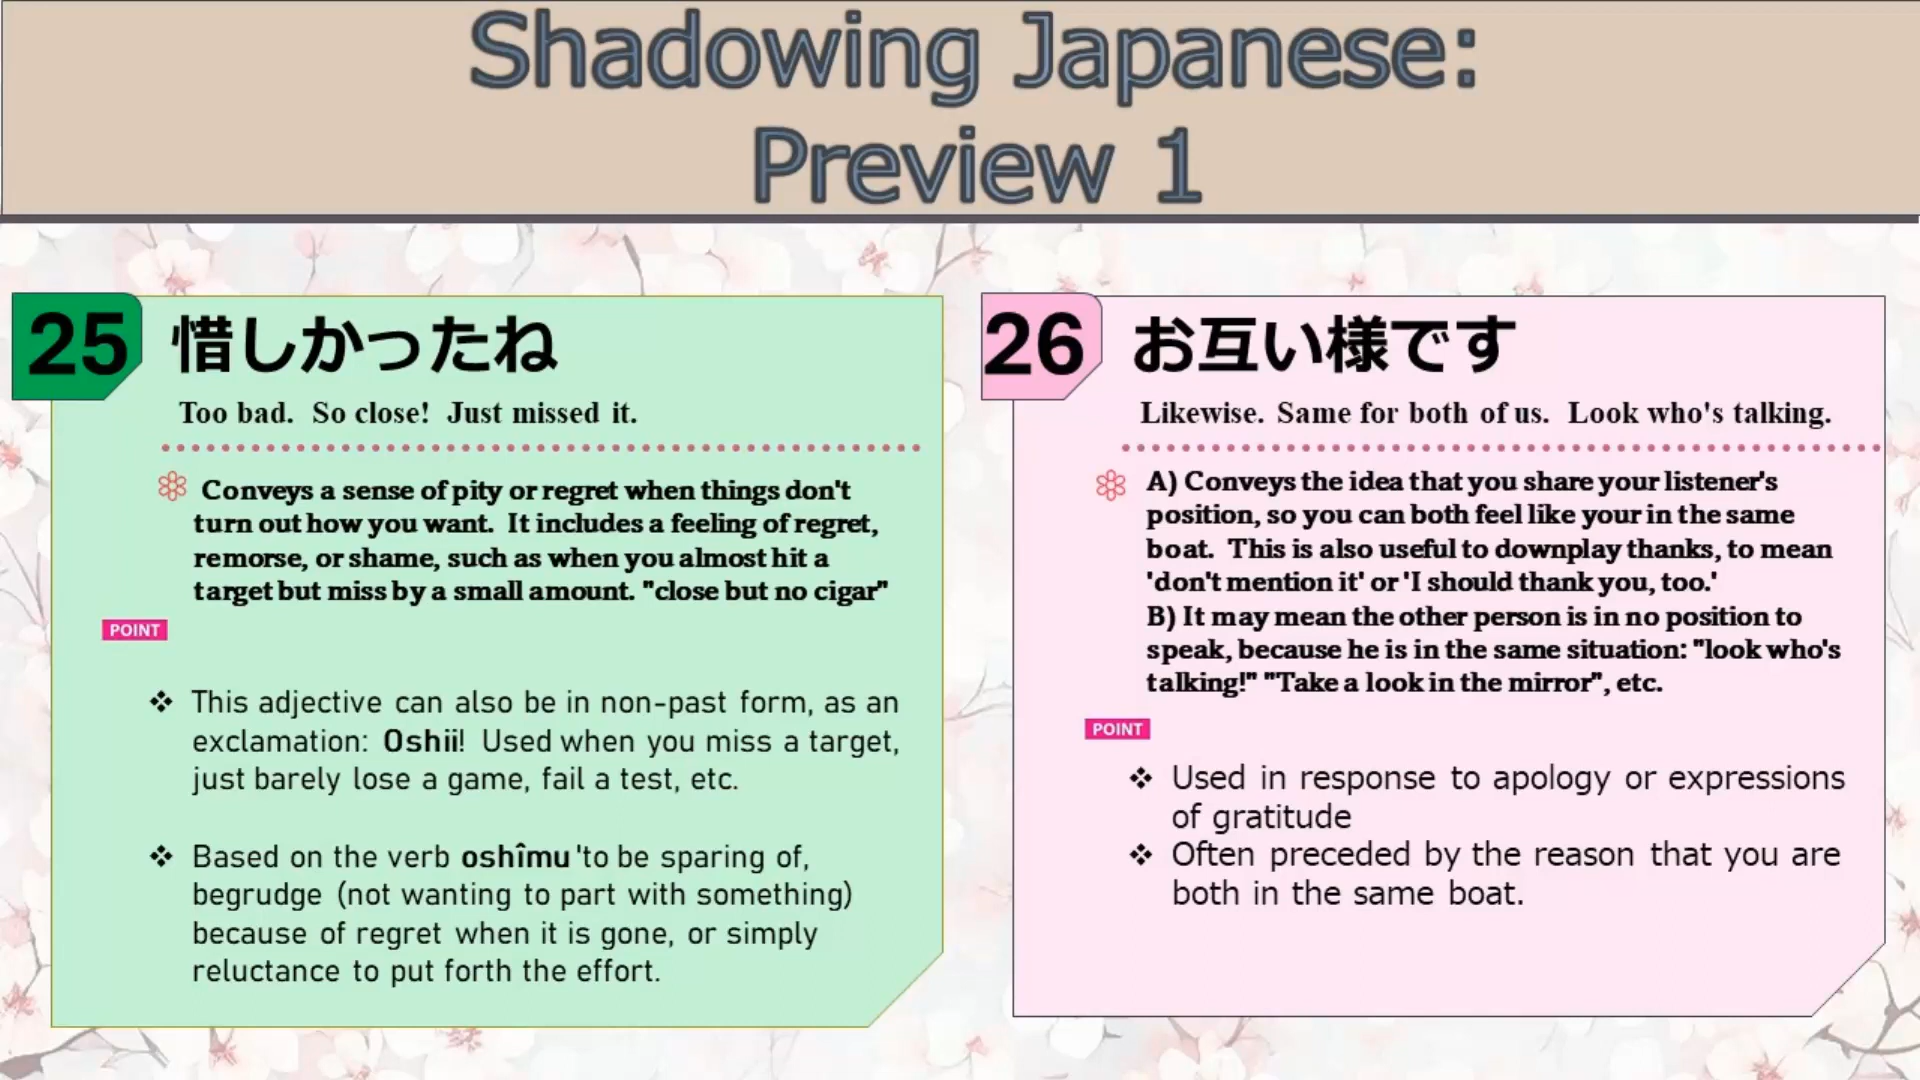 Shadowing Japanese:
Preview 1
25
惜しかったね
Too bad.  So close!  Just missed it.
Conveys a sense of pity or regret when things don't
turn out how you want.  It includes a feeling of regret,
remorse, or shame, such as when you almost hit a
target but miss by a small amount. "close but no cigar"
POINT
❖ This adjective can also be in non-past form, as an
exclamation:  Oshii!  Used when you miss a target,
just barely lose a game, fail a test, etc.
❖ Based on the verb oshîmu 'to be sparing of,
begrudge (not wanting to part with something)
because of regret when it is gone, or simply
reluctance to put forth the effort.
26
お互い様です
Likewise.  Same for both of us.  Look who's talking.
A) Conveys the idea that you share your listener's
position, so you can both feel like your in the same
boat.  This is also useful to downplay thanks, to mean
'don't mention it' or 'I should thank you, too.'
B) It may mean the other person is in no position to
speak, because he is in the same situation: "look who's
talking!" "Take a look in the mirror", etc.
POINT
❖ Used in response to apology or expressions
of gratitude
❖ Often preceded by the reason that you are
both in the same boat.